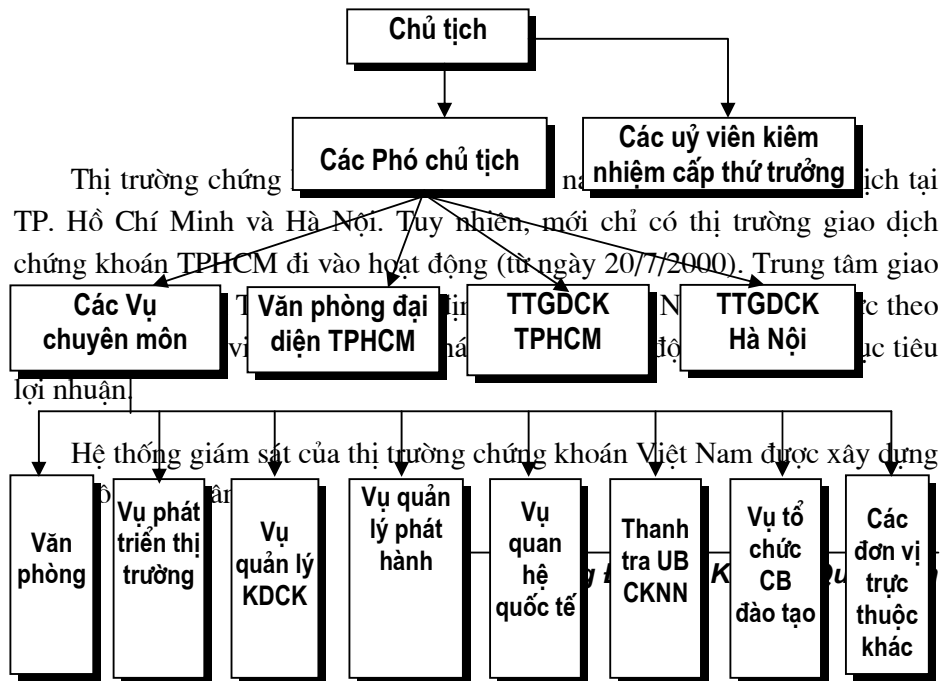 Chủ tịch
Các Phó chủ tịch
Các uỷ viên kiêm
nhiệm cấp thứ trưởng
Thị trường chứng
tại
TP. Hồ Chí Minh và Hà Nội. Tuy nhiên, mới chỉ có thị trường giao dịch
chứng khoán TPHCM đi vào hoạt động (từ ngày 20/7/2000). Trung tâm giao
theo
tiêu
lợi nhuận.
Các Vụ
chuyên môn
Văn phòng đại
diện TPHCM
TTGDCK
TPHCM
TTGDCK
Hà Nội
Hệ thống giám sát của thị trường chứng khoán Việt Nam được xây dựng
Văn
phòng
Vụ phát
triển thị
trường
Vụ
quản lý
KDCK
Vụ quản
lý phát
hành
Vụ
quan
hệ
quốc tế
Thanh
tra UB
CKNN
Vụ tổ
chức
CB
đào tạo
Các
đơn vị
trực
thuộc
khác